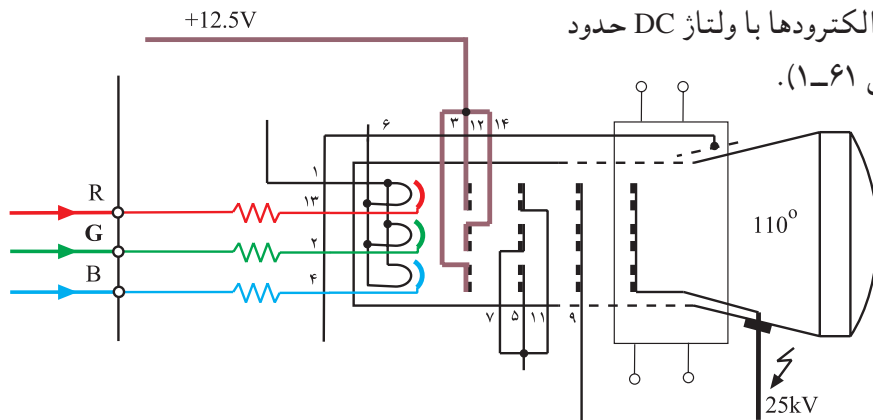 +12.5V
الکترودها با ولتاژ DC حدود
۶۱–۱).
۳ ۱۲ ۱۴
۶
۱
R
۱۳
G
۲
B
۴
110°
۷ ۵ ۱۱ ۹
25kV